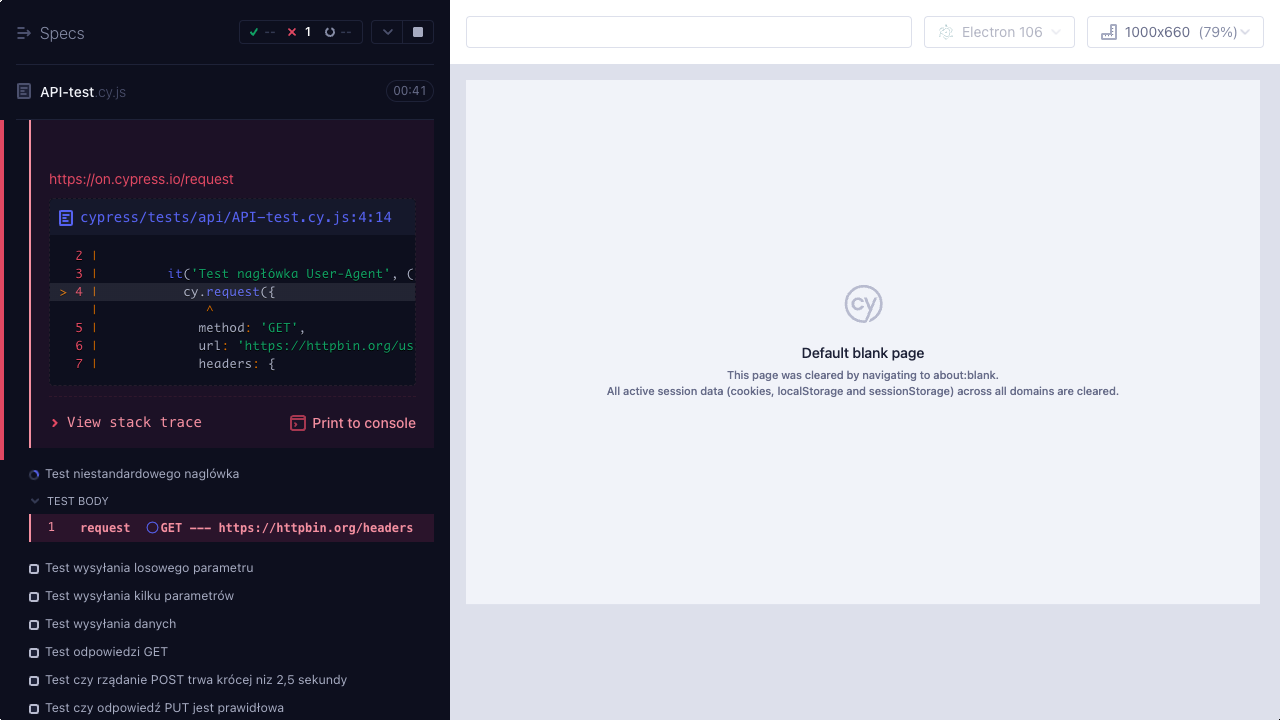 Specs
-- 1 --
API-test.cy.js
00:41
https://on.cypress.io/request
cypress/tests/api/API-test.cy.js:4:14
2 |
3 | it('Test nagłówka User-Agent', (
> 4 | cy.request({
| ^
5 | method: 'GET',
6 | url: 'https://httpbin.org/us
7 | headers: {
View stack trace
Print to console
Test niestandardowego naglówka
TEST BODY
1 request GET --- https://httpbin.org/headers
Test wysyłania losowego parametru
Test wysyłania kilku parametrów
Test wysyłania danych
Test odpowiedzi GET
Test czy rządanie POST trwa krócej niz 2,5 sekundy
Test czy odpowiedź PUT jest prawidłowa
Electron 106
1000x660 (79%)
cy
Default blank page
This page was cleared by navigating to about:blank.
All active session data (cookies, localStorage and sessionStorage) across all domains are cleared.